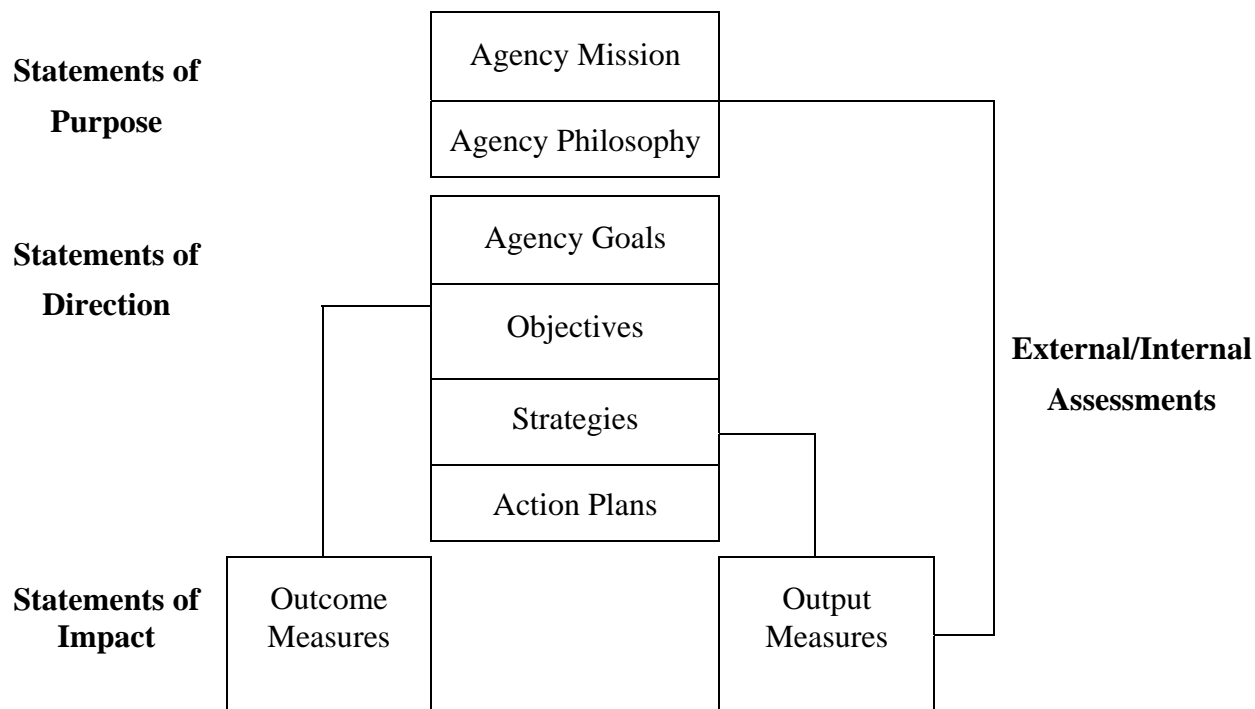 Statements of
Purpose
Agency Mission
Agency Philosophy
Statements of
Direction
Agency Goals
Objectives
Strategies
Action Plans
External/Internal
Assessments
Statements of
Impact
Outcome
Measures
Output
Measures